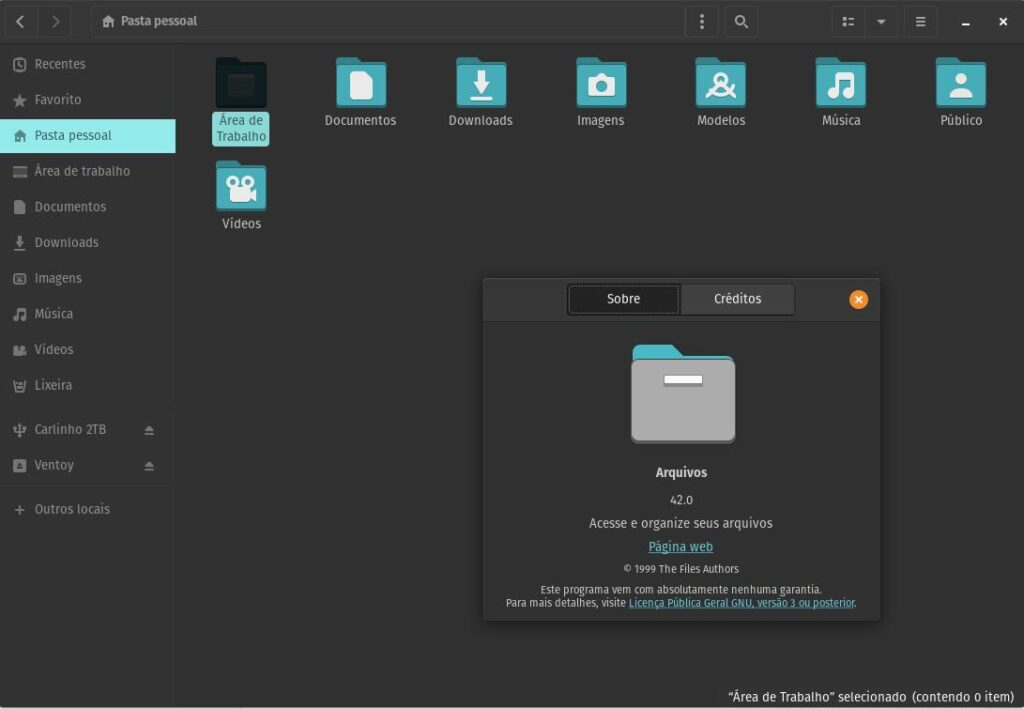 Pasta pessoal
Recentes
Favorito
Pasta pessoal
Área de trabalho
Documentos
Downloads
Imagens
Música
Vídeos
Lixeira
Carlinho 2TB
Ventoy
Outros locais
Área de
Trabalho
Documentos
Downloads
Imagens
Modelos
Música
Público
Vídeos
Sobre
Créditos
Arquivos
42.0
Acesse e organize seus arquivos
Página web
© 1999 The Files Authors
Este programa vem com absolutamente nenhuma garantia.
Para mais detalhes, visite Licença Pública Geral GNU, versão 3 ou posterior.
“Área de Trabalho” selecionado (contendo 0 item)